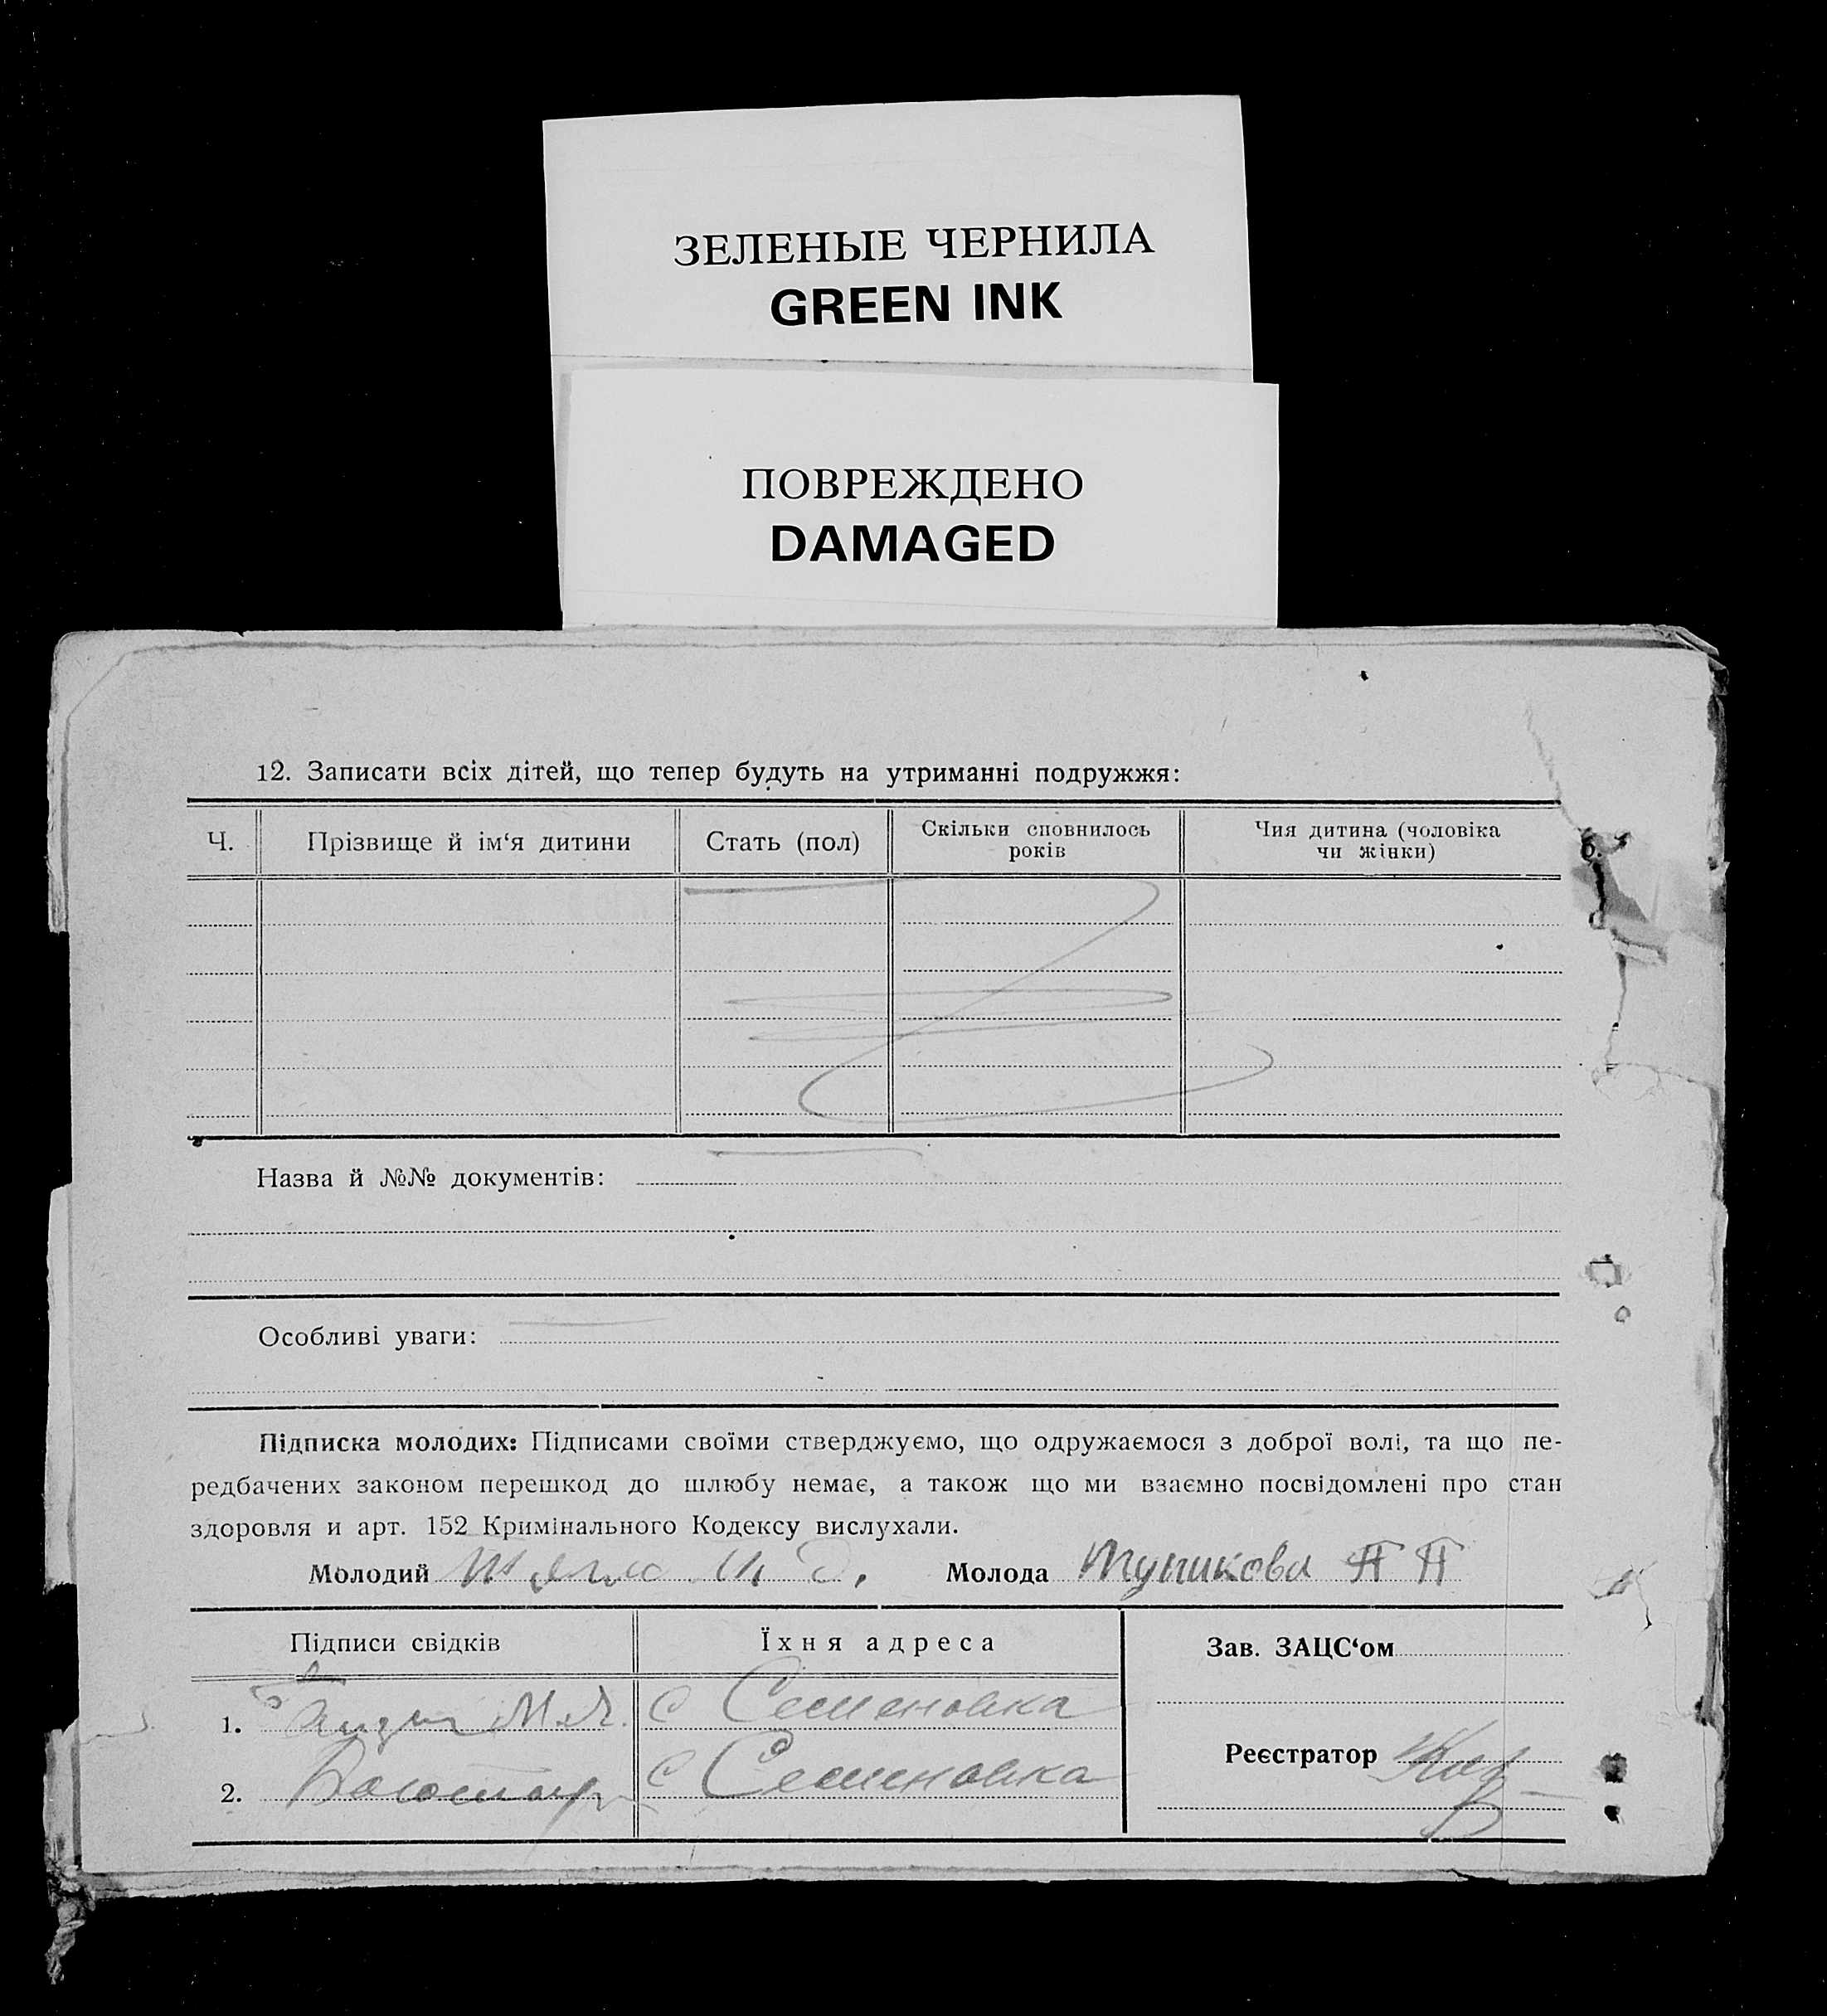 ЗЕЛЕНЫЕ ЧЕРНИЛА
GREEN INK
ПОВРЕЖДЕНО
DAMAGED
12. Записати всіх дітей, що тепер будуть на утриманні подружжя:
Ч. Прізвище й ім‘я дитини Стать (пол) Скільки сповнилось років Чия дитина (чоловіка чи жінки)
Назва й №№ документів:
Особливі уваги:
Підписка молодих: Підписами своїми стверджуємо, що одружаємося з доброї волі, та що пе-
редбачених законом перешкод до шлюбу немає, а також що ми взаємно посвідомлені про стан
здоровля и арт. 152 Кримінального Кодексу вислухали.
Молодий Молода Тупикова П П
Підписи свідків Їхня адреса Зав. ЗАЦС‘ом
1. с Семеновка
Реєстратор
2. с Семеновка